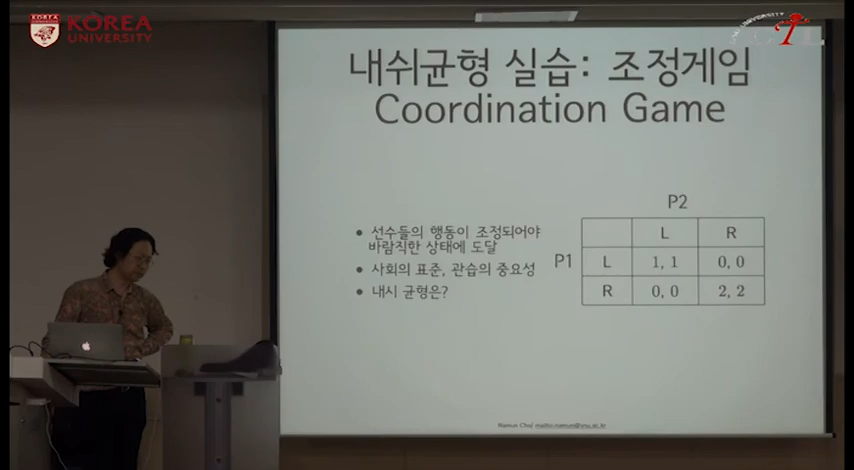 KOREA
UNIVERSITY
내쉬균형 실습: 조정게임
Coordination Game
• 선수들의 행동이 조정되어야
바람직한 상태에 도달
• 사회의 표준, 관습의 중요성
• 내시 균형은?
P2
L R
P1 L 1, 1 0, 0
R 0, 0 2, 2